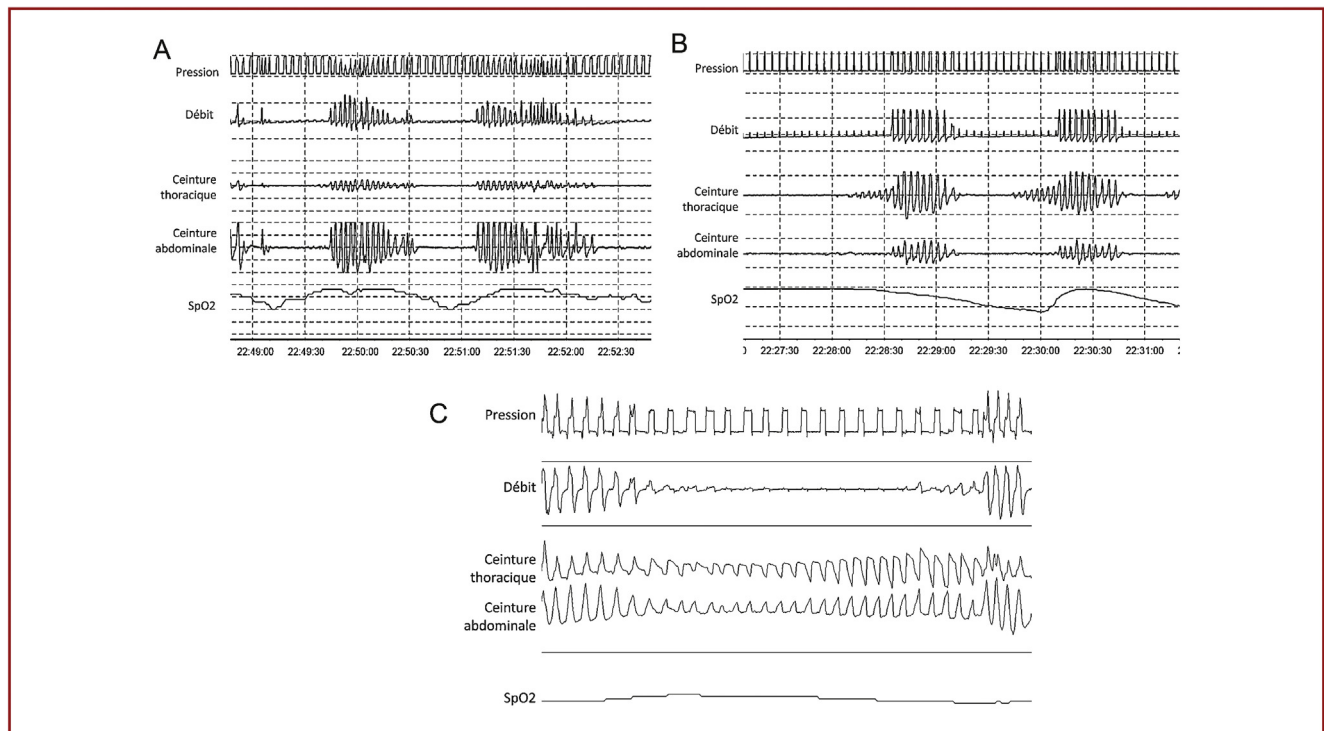 A
Pression
Débit
Ceinture
thoracique
Ceinture
abdominale
SpO2
22:49:00 22:49:30 22:50:00 22:50:30 22:51:00 22:51:30 22:52:00 22:52:30
B
Pression
Débit
Ceinture
thoracique
Ceinture
abdominale
SpO2
22:27:30 22:28:00 22:28:30 22:29:00 22:29:30 22:30:00 22:30:30 22:31:00
C
Pression
Débit
Ceinture
thoracique
Ceinture
abdominale
SpO2